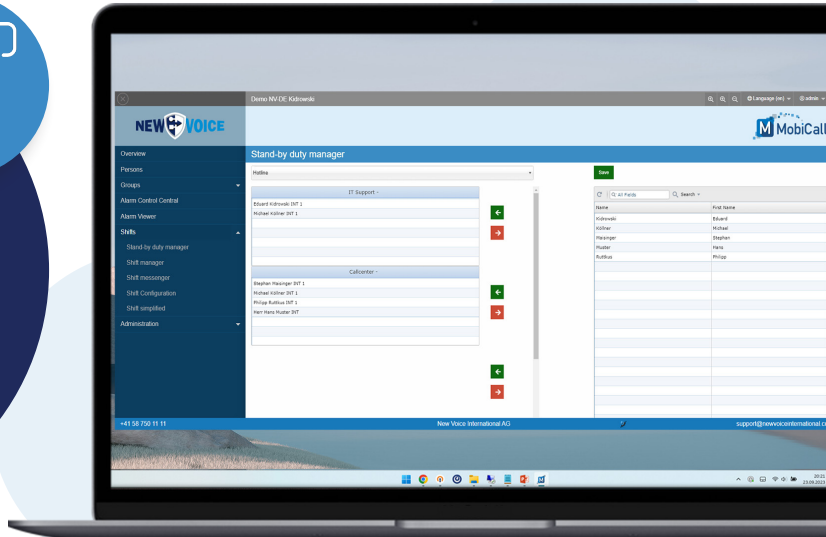 Demo NV-DE Kidrowski
Language (en)
admin
NEW VOICE
MobiCall
Overview
Stand-by duty manager
Persons
Groups
Alarm Control Central
Alarm Viewer
Shifts
Stand-by duty manager
Shift manager
Shift messenger
Shift Configuration
Shift simplified
Administration
Hotline
Save
IT Support -
Eduard Kidrowski INT 1
Michael Köllner INT 1
Callcenter -
Stephan Meisinger INT 1
Michael Köllner INT 1
Philipp Ruttkus INT 1
Herr Hans Muster INT
All Fields
Search
Name First Name
Kidrowski Eduard
Köllner Michael
Meisinger Stephan
Muster Hans
Ruttkus Philipp
+41 58 750 11 11
New Voice International AG
support@newvoiceinternational.co
23.09.2023